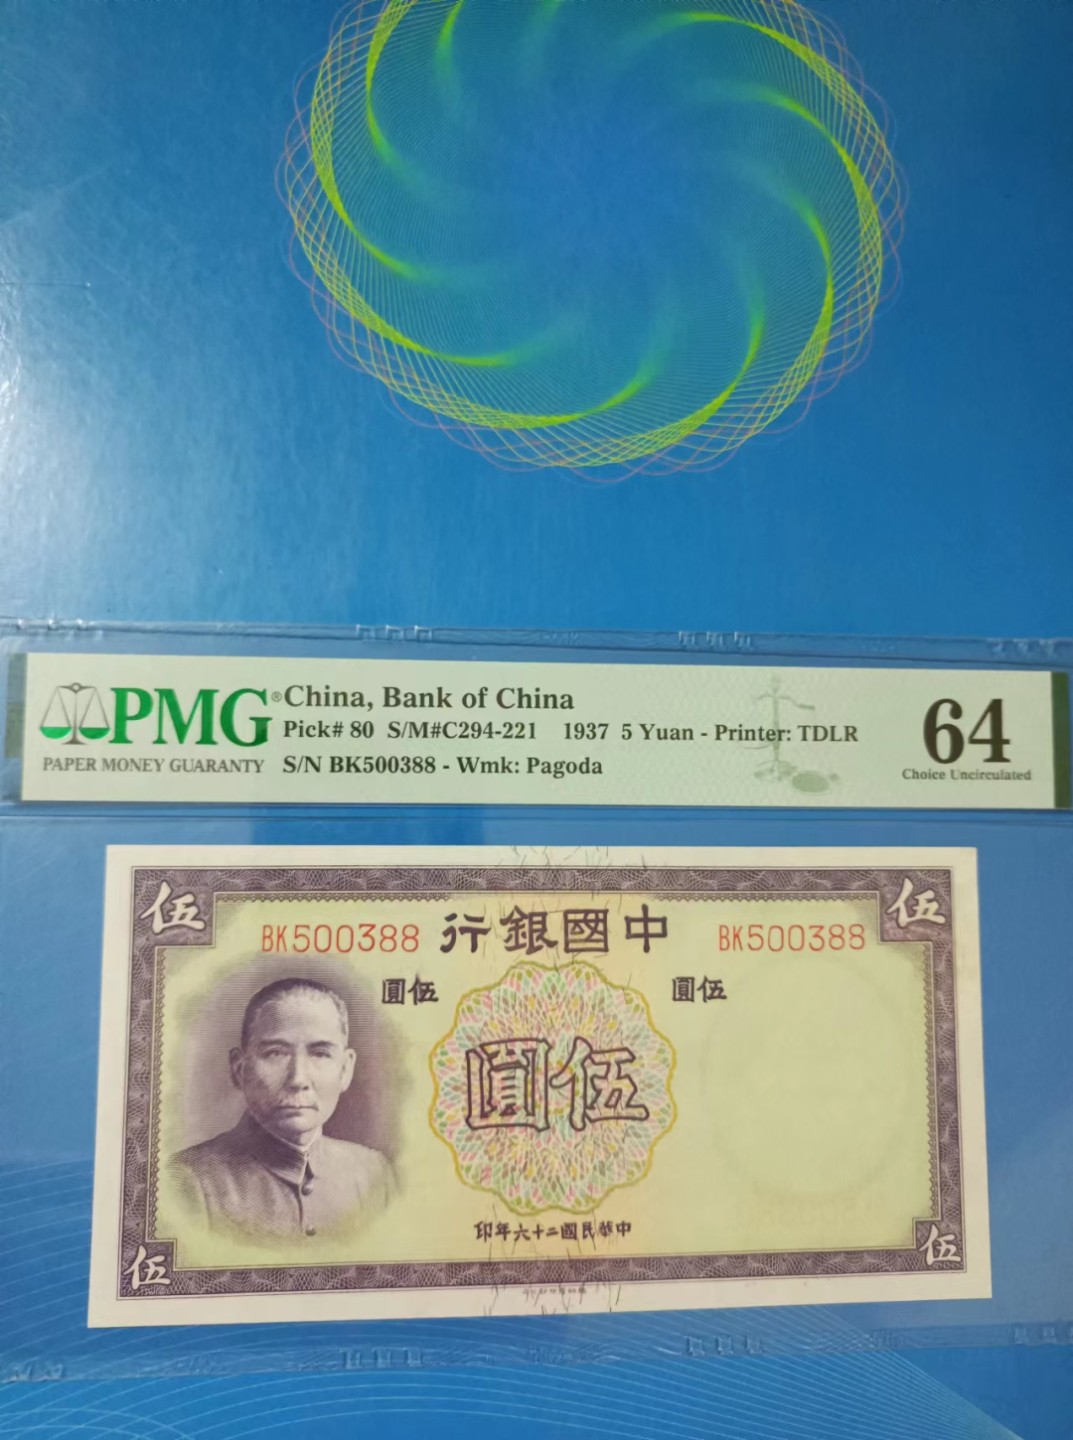 PMG® China, Bank of China
Pick# 80 S/M#C294-221 1937 5 Yuan - Printer: TDLR
PAPER MONEY GUARANTY S/N BK500388 - Wmk: Pagoda
64
Choice Uncirculated
伍 伍
BK500388 行銀國中 BK500388
圓伍 圓伍
圓伍
印年六十二國民華中
伍 伍